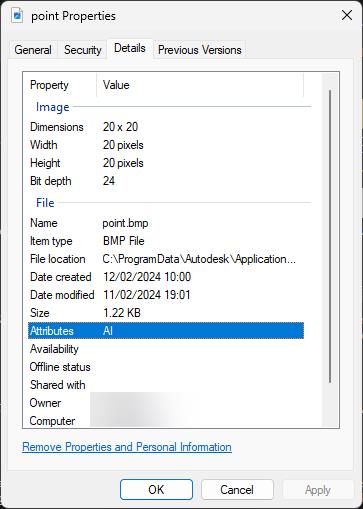 point Properties
General Security Details Previous Versions
Property Value
Image
Dimensions 20 x 20
Width 20 pixels
Height 20 pixels
Bit depth 24
File
Name point.bmp
Item type BMP File
File location C:\ProgramData\Autodesk\Application...
Date created 12/02/2024 10:00
Date modified 11/02/2024 19:01
Size 1.22 KB
Attributes AI
Availability
Offline status
Shared with
Owner
Computer
Remove Properties and Personal Information
OK Cancel Apply